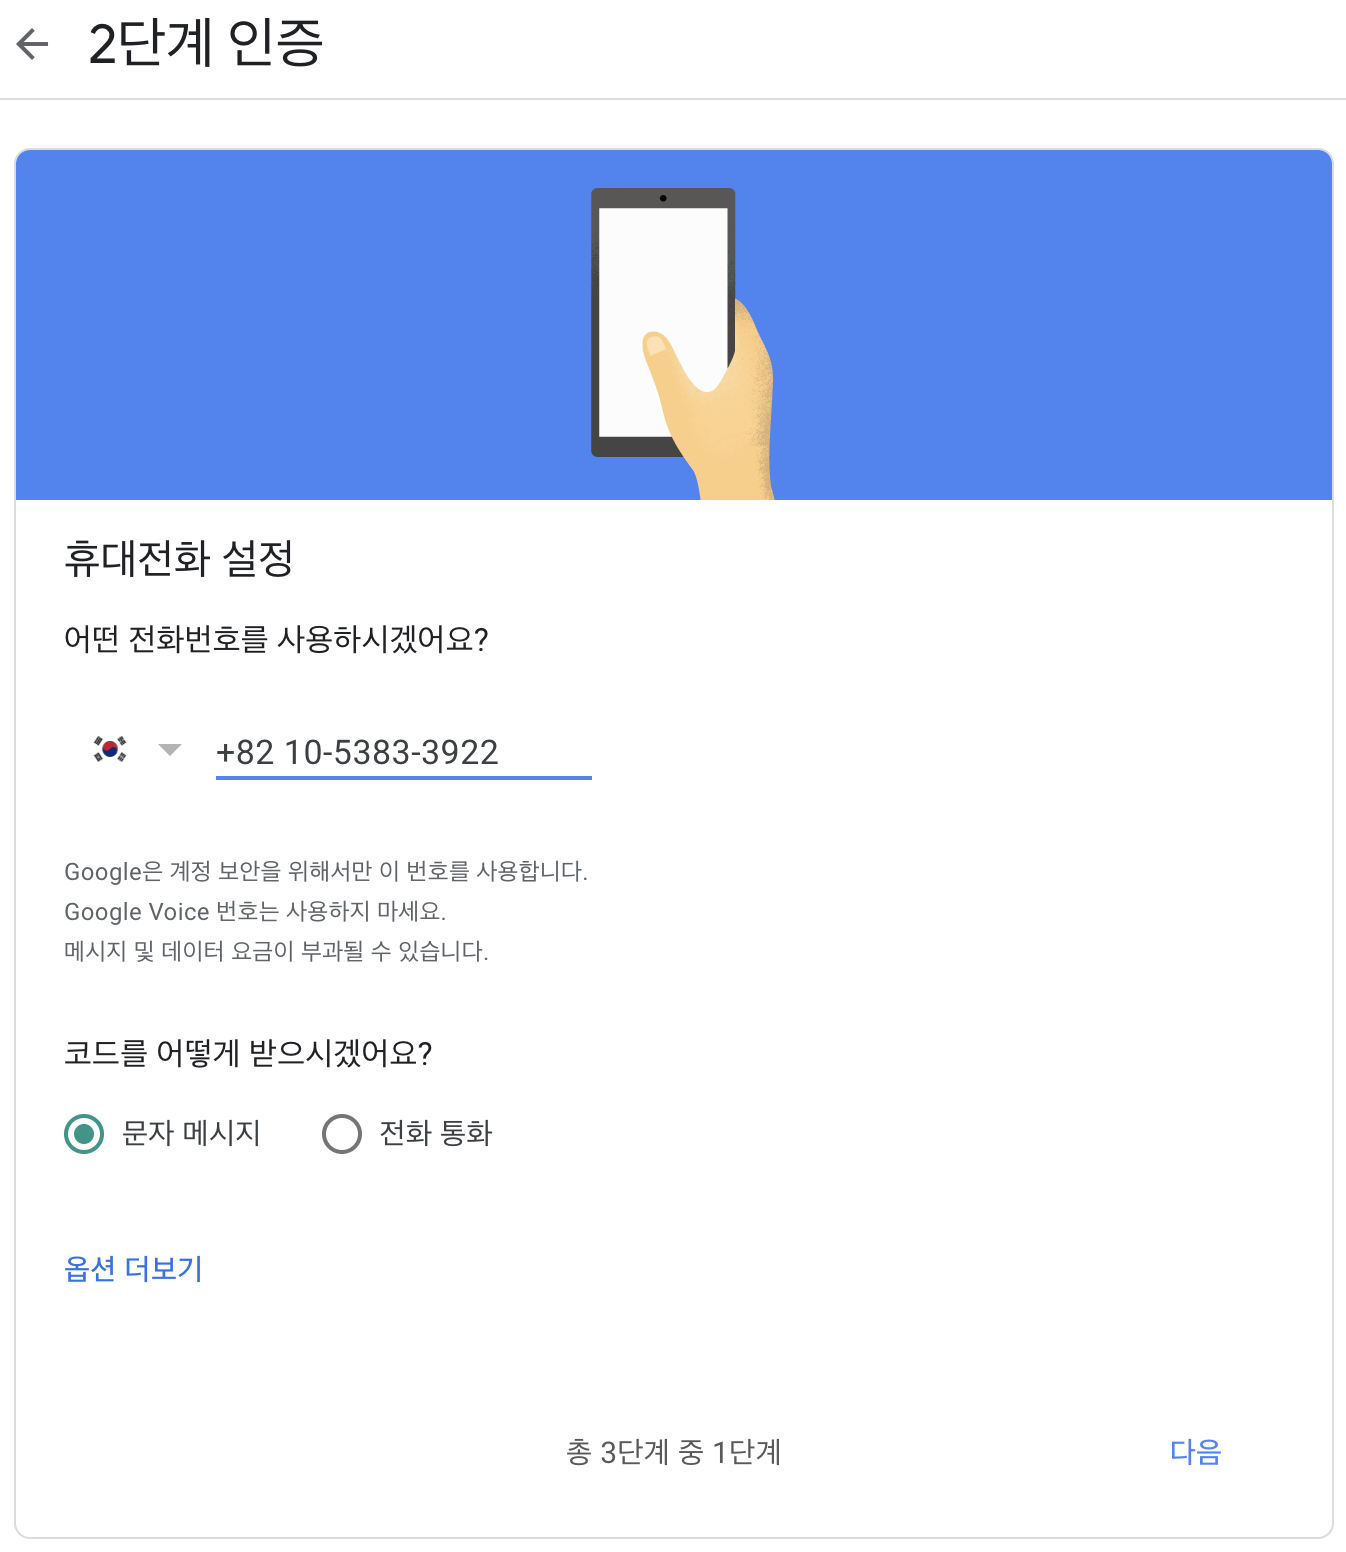 2단계 인증
휴대전화 설정
어떤 전화번호를 사용하시겠어요?
+82 10-5383-3922
Google은 계정 보안을 위해서만 이 번호를 사용합니다.
Google Voice 번호는 사용하지 마세요.
메시지 및 데이터 요금이 부과될 수 있습니다.
코드를 어떻게 받으시겠어요?
문자 메시지 전화 통화
옵션 더보기
총 3단계 중 1단계 다음